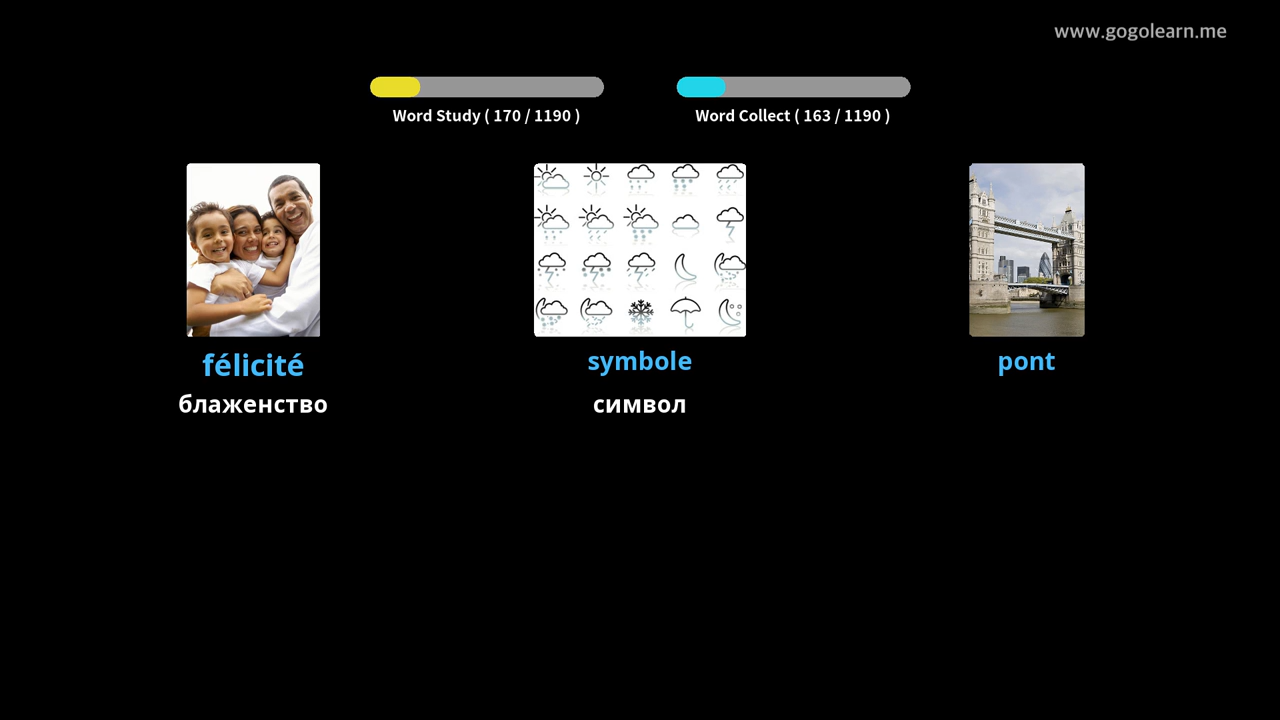 www.gogolearn.me
Word Study ( 170 / 1190 )
Word Collect ( 163 / 1190 )
félicité
symbole
pont
блаженство
символ